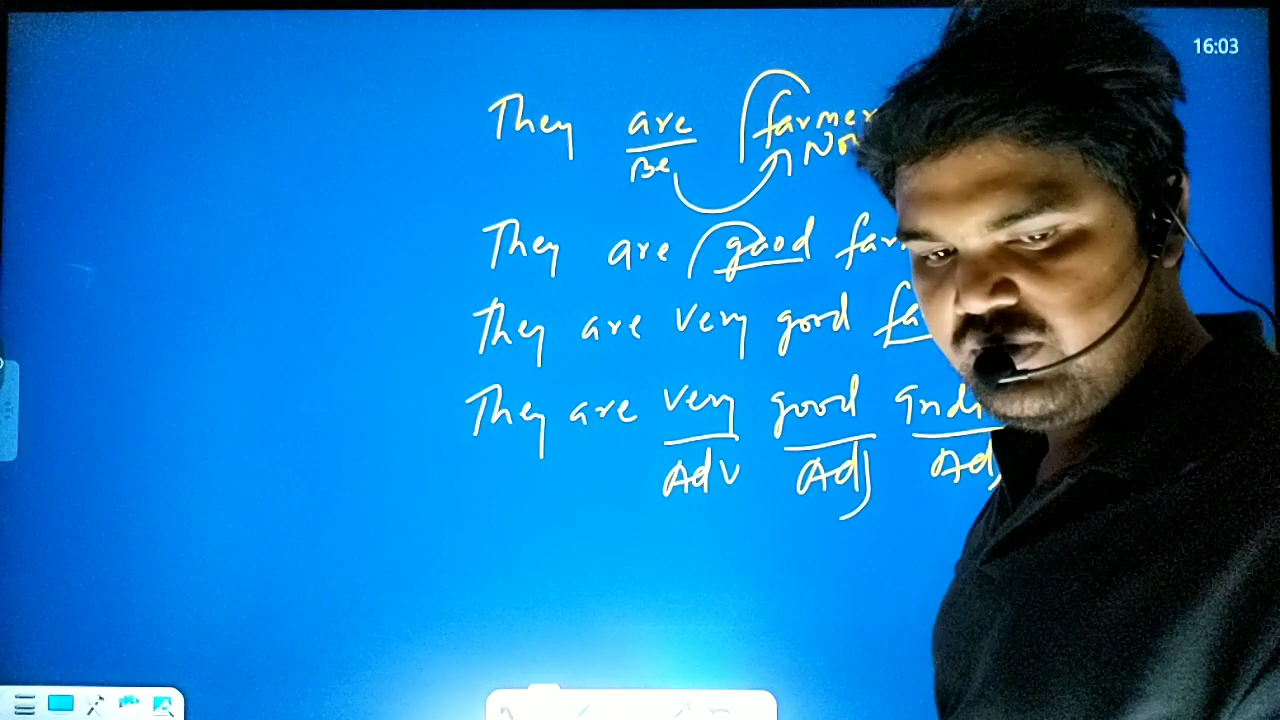 16:03
They are farmer
Be
They are good far
They are very good fa
They are very good
Adv Adj Adj